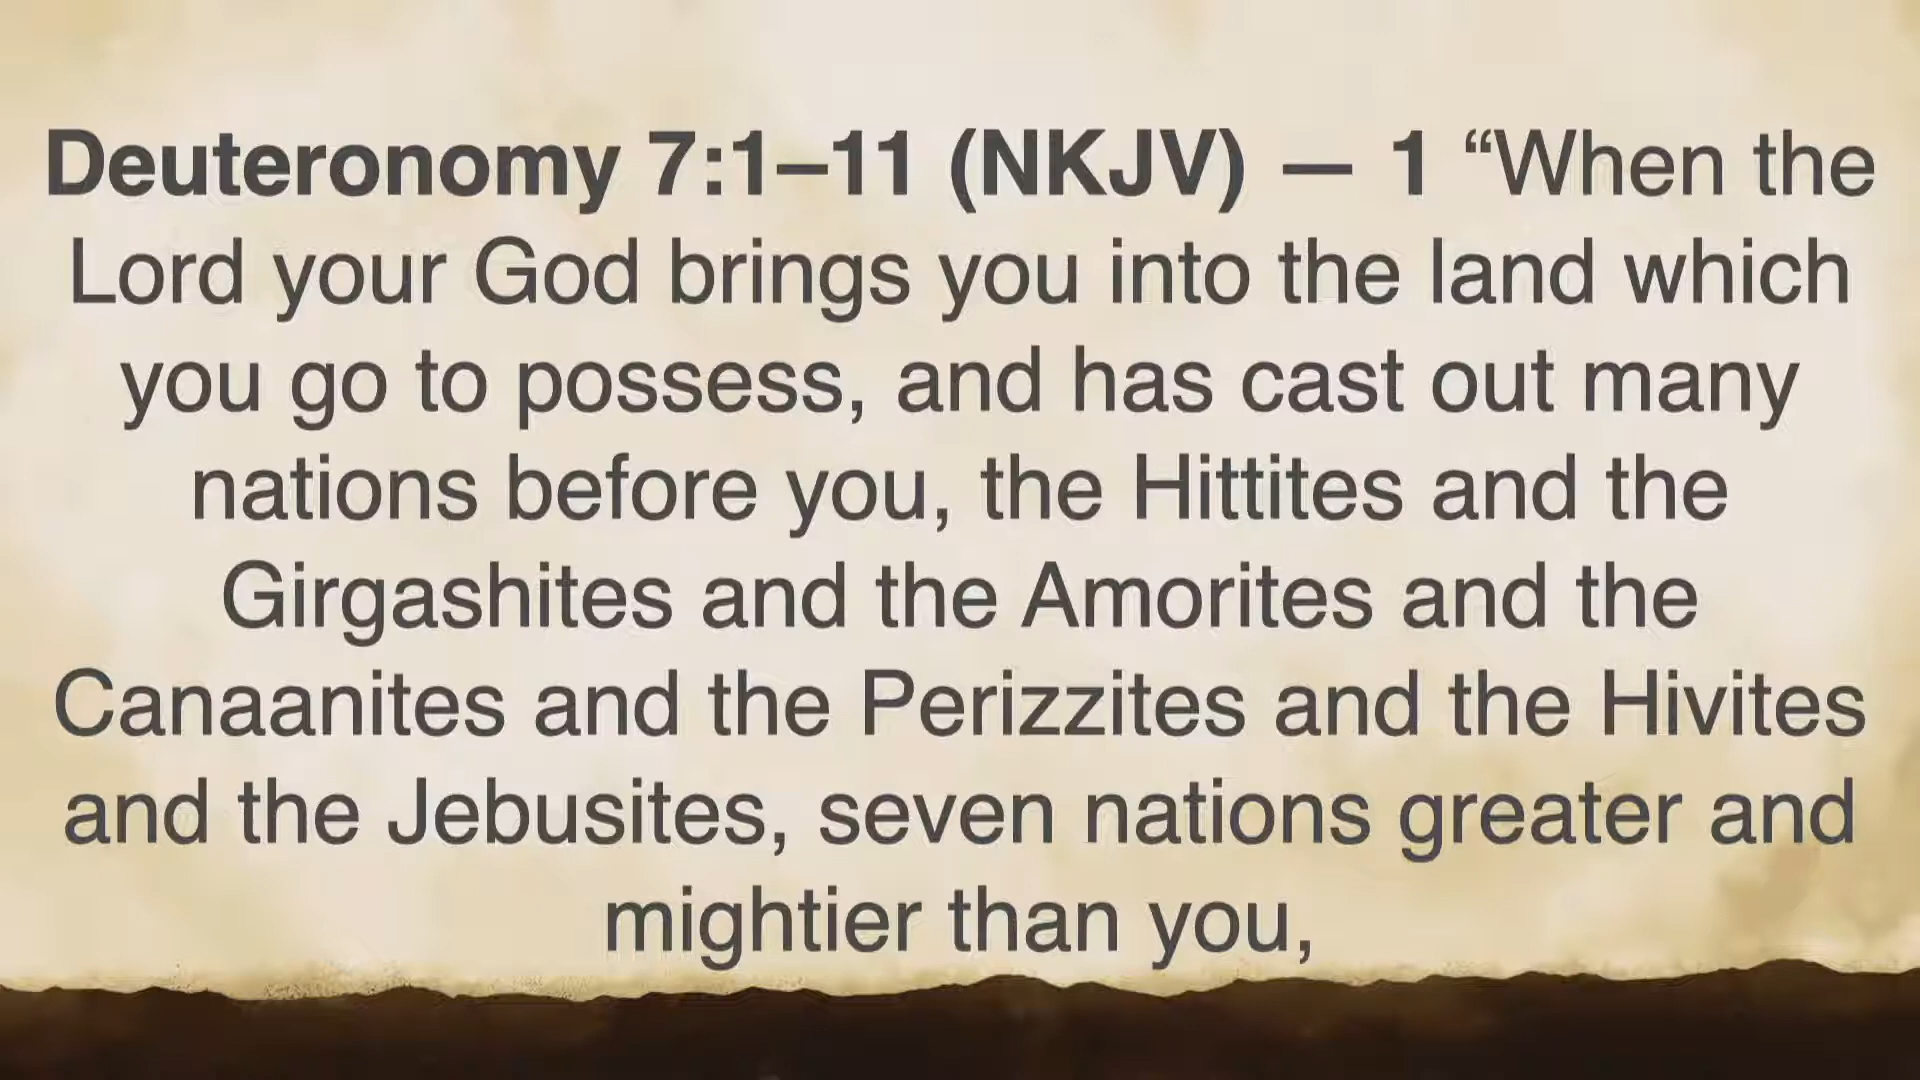 Deuteronomy 7:1–11 (NKJV) — 1 “When the
Lord your God brings you into the land which
you go to possess, and has cast out many
nations before you, the Hittites and the
Girgashites and the Amorites and the
Canaanites and the Perizzites and the Hivites
and the Jebusites, seven nations greater and
mightier than you,